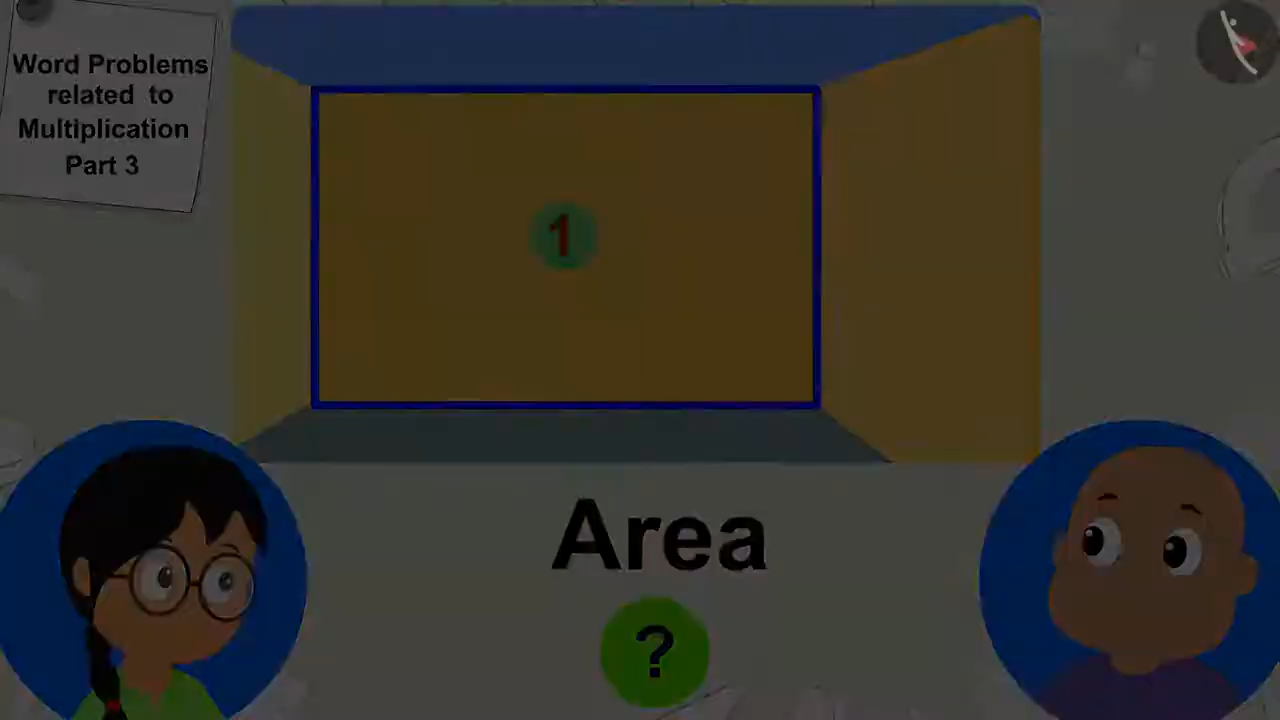 Word Problems
related to
Multiplication
Part 3
1
Area
?